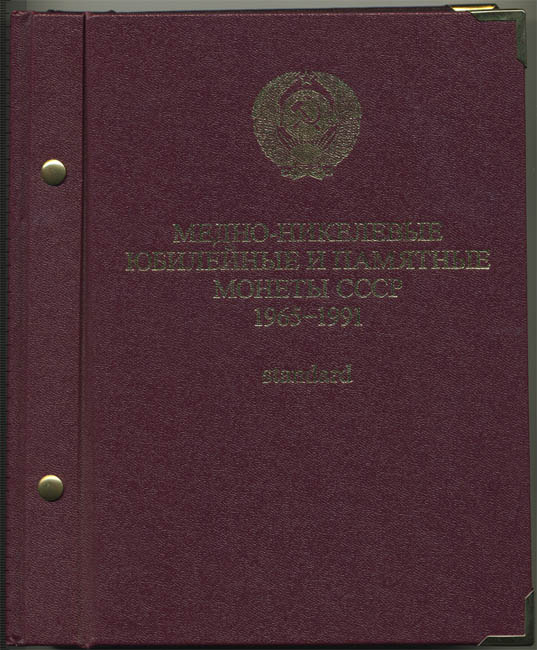 МЕДНО-НИКЕЛЕВЫЕ
ЮБИЛЕЙНЫЕ И ПАМЯТНЫЕ
МОНЕТЫ СССР
1965-1991
standard